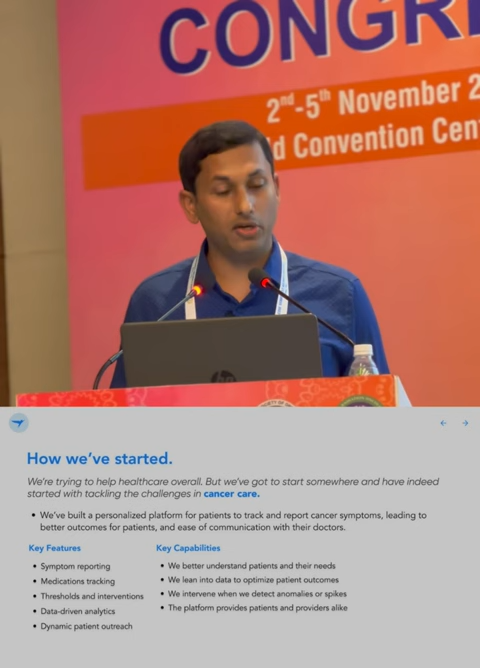 CONGR
2nd-5th November 2
d Convention Cen
How we've started.
We're trying to help healthcare overall. But we've got to start somewhere and have indeed
started with tackling the challenges in cancer care.
• We've built a personalized platform for patients to track and report cancer symptoms, leading to
better outcomes for patients, and ease of communication with their doctors.
Key Features
• Symptom reporting
• Medications tracking
• Thresholds and interventions
• Data-driven analytics
• Dynamic patient outreach
Key Capabilities
• We better understand patients and their needs
• We lean into data to optimize patient outcomes
• We intervene when we detect anomalies or spikes
• The platform provides patients and providers alike